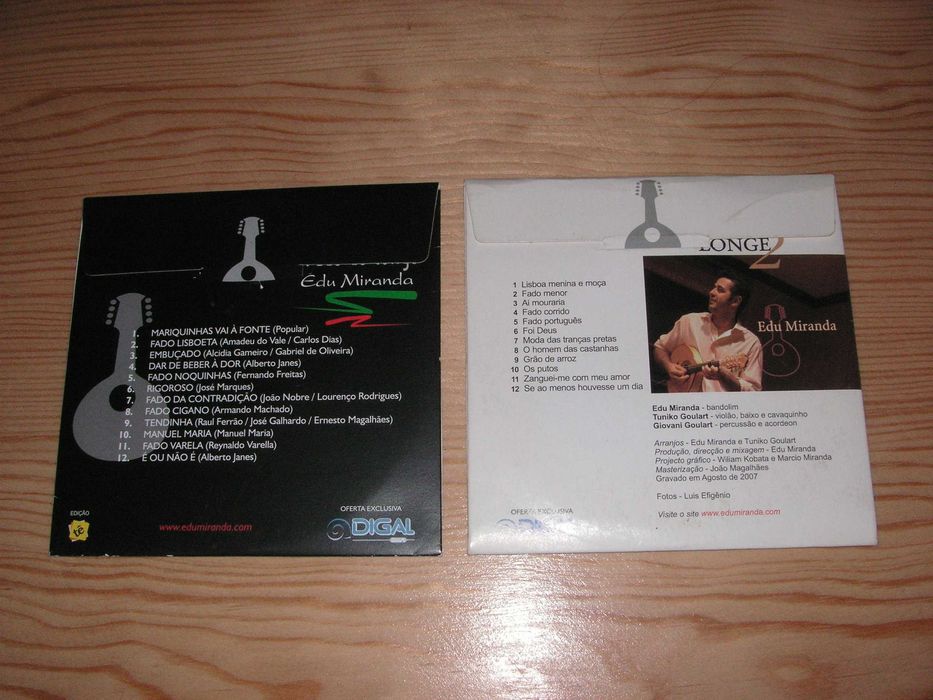 Edu Miranda
1. MARIQUINHAS VAI À FONTE (Popular)
2. FADO LISBOETA (Amadeu do Vale / Carlos Dias)
3. EMBUÇADO (Alcidia Gameiro / Gabriel de Oliveira)
4. DAR DE BEBER À DOR (Alberto Janes)
5. FADO NOQUINHAS (Fernando Freitas)
6. RIGOROSO (José Marques)
7. FADO DA CONTRADIÇÃO (João Nobre / Lourenço Rodrigues)
8. FADO CIGANO (Armando Machado)
9. TENDINHA (Raul Ferrão / José Galhardo / Ernesto Magalhães)
10. MANUEL MARIA (Manuel Maria)
11. FADO VARELA (Reynaldo Varella)
12. É OU NÃO É (Alberto Janes)
EDIÇÃO
tê
www.edumiranda.com
OFERTA EXCLUSIVA
DIGAL
LONGE 2
1 Lisboa menina e moça
2 Fado menor
3 Ai mouraria
4 Fado corrido
5 Fado português
6 Foi Deus
7 Moda das tranças pretas
8 O homem das castanhas
9 Grão de arroz
10 Os putos
11 Zanguei-me com meu amor
12 Se ao menos houvesse um dia
Edu Miranda
Edu Miranda - bandolim
Tuniko Goulart - violão, baixo e cavaquinho
Giovani Goulart - percussão e acordeon
Arranjos - Edu Miranda e Tuniko Goulart
Produção, direcção e mixagem - Edu Miranda
Projecto gráfico - Wiliam Kobata e Marcio Miranda
Masterização - João Magalhães
Gravado em Agosto de 2007
Fotos - Luis Efigênio
Visite o site www.edumiranda.com
OFERTA EXCLUSIVA
DIGAL